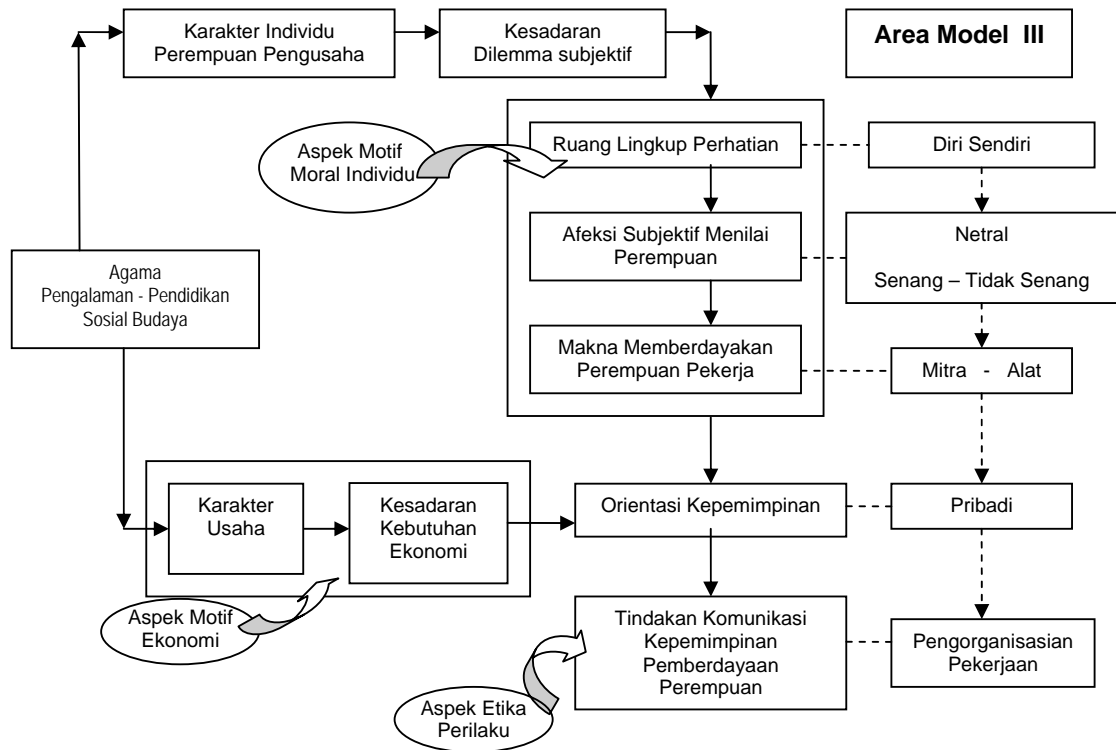 Karakter Individu
Perempuan Pengusaha
Kesadaran
Dilemma subjektif
Area Model III
Aspek Motif
Moral Individu
Ruang Lingkup Perhatian
Diri Sendiri
Afeksi Subjektif Menilai
Perempuan
Netral
Senang – Tidak Senang
Agama
Pengalaman - Pendidikan
Sosial Budaya
Makna Memberdayakan
Perempuan Pekerja
Mitra - Alat
Karakter
Usaha
Kesadaran
Kebutuhan
Ekonomi
Orientasi Kepemimpinan
Pribadi
Aspek Motif
Ekonomi
Tindakan Komunikasi
Kepemimpinan
Pemberdayaan
Perempuan
Pengorganisasian
Pekerjaan
Aspek Etika
Perilaku